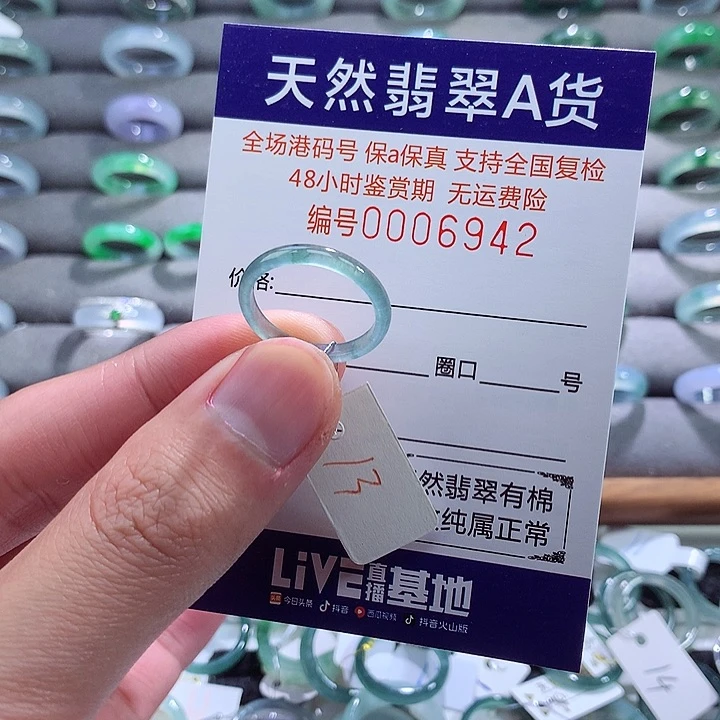 天然翡翠A货
全场港码号 保a保真 支持全国复检
48小时鉴赏期 无运费险
编号0006942
价格:
圈口 号
13
然翡翠有棉
纯属正常
LiVE直播基地
今日头条 抖音 西瓜视频 抖音火山版
14